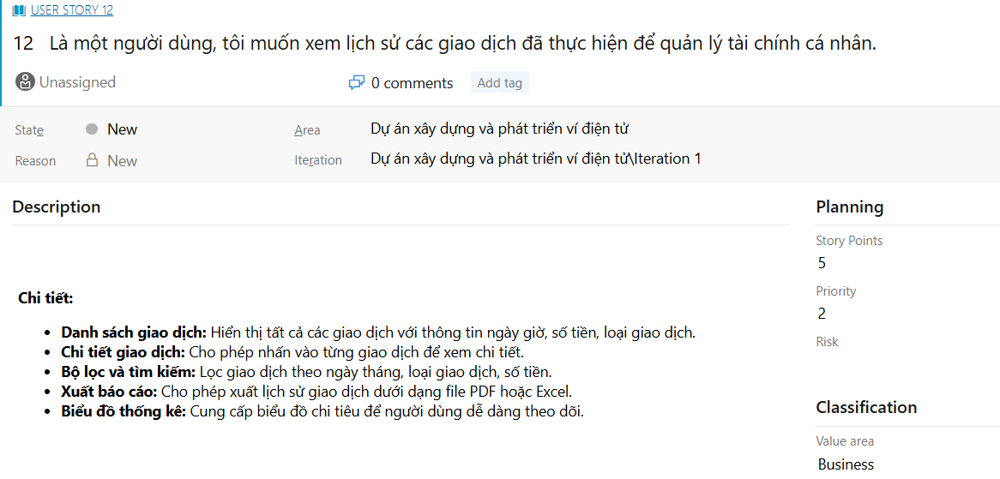 USER STORY 12
12 Là một người dùng, tôi muốn xem lịch sử các giao dịch đã thực hiện để quản lý tài chính cá nhân.
Unassigned
0 comments
Add tag
State
New
Area
Dự án xây dựng và phát triển ví điện tử
Reason
New
Iteration
Dự án xây dựng và phát triển ví điện tử\Iteration 1
Description
Chi tiết:
• Danh sách giao dịch: Hiển thị tất cả các giao dịch với thông tin ngày giờ, số tiền, loại giao dịch.
• Chi tiết giao dịch: Cho phép nhấn vào từng giao dịch để xem chi tiết.
• Bộ lọc và tìm kiếm: Lọc giao dịch theo ngày tháng, loại giao dịch, số tiền.
• Xuất báo cáo: Cho phép xuất lịch sử giao dịch dưới dạng file PDF hoặc Excel.
• Biểu đồ thống kê: Cung cấp biểu đồ chi tiêu để người dùng dễ dàng theo dõi.
Planning
Story Points
5
Priority
2
Risk
Classification
Value area
Business